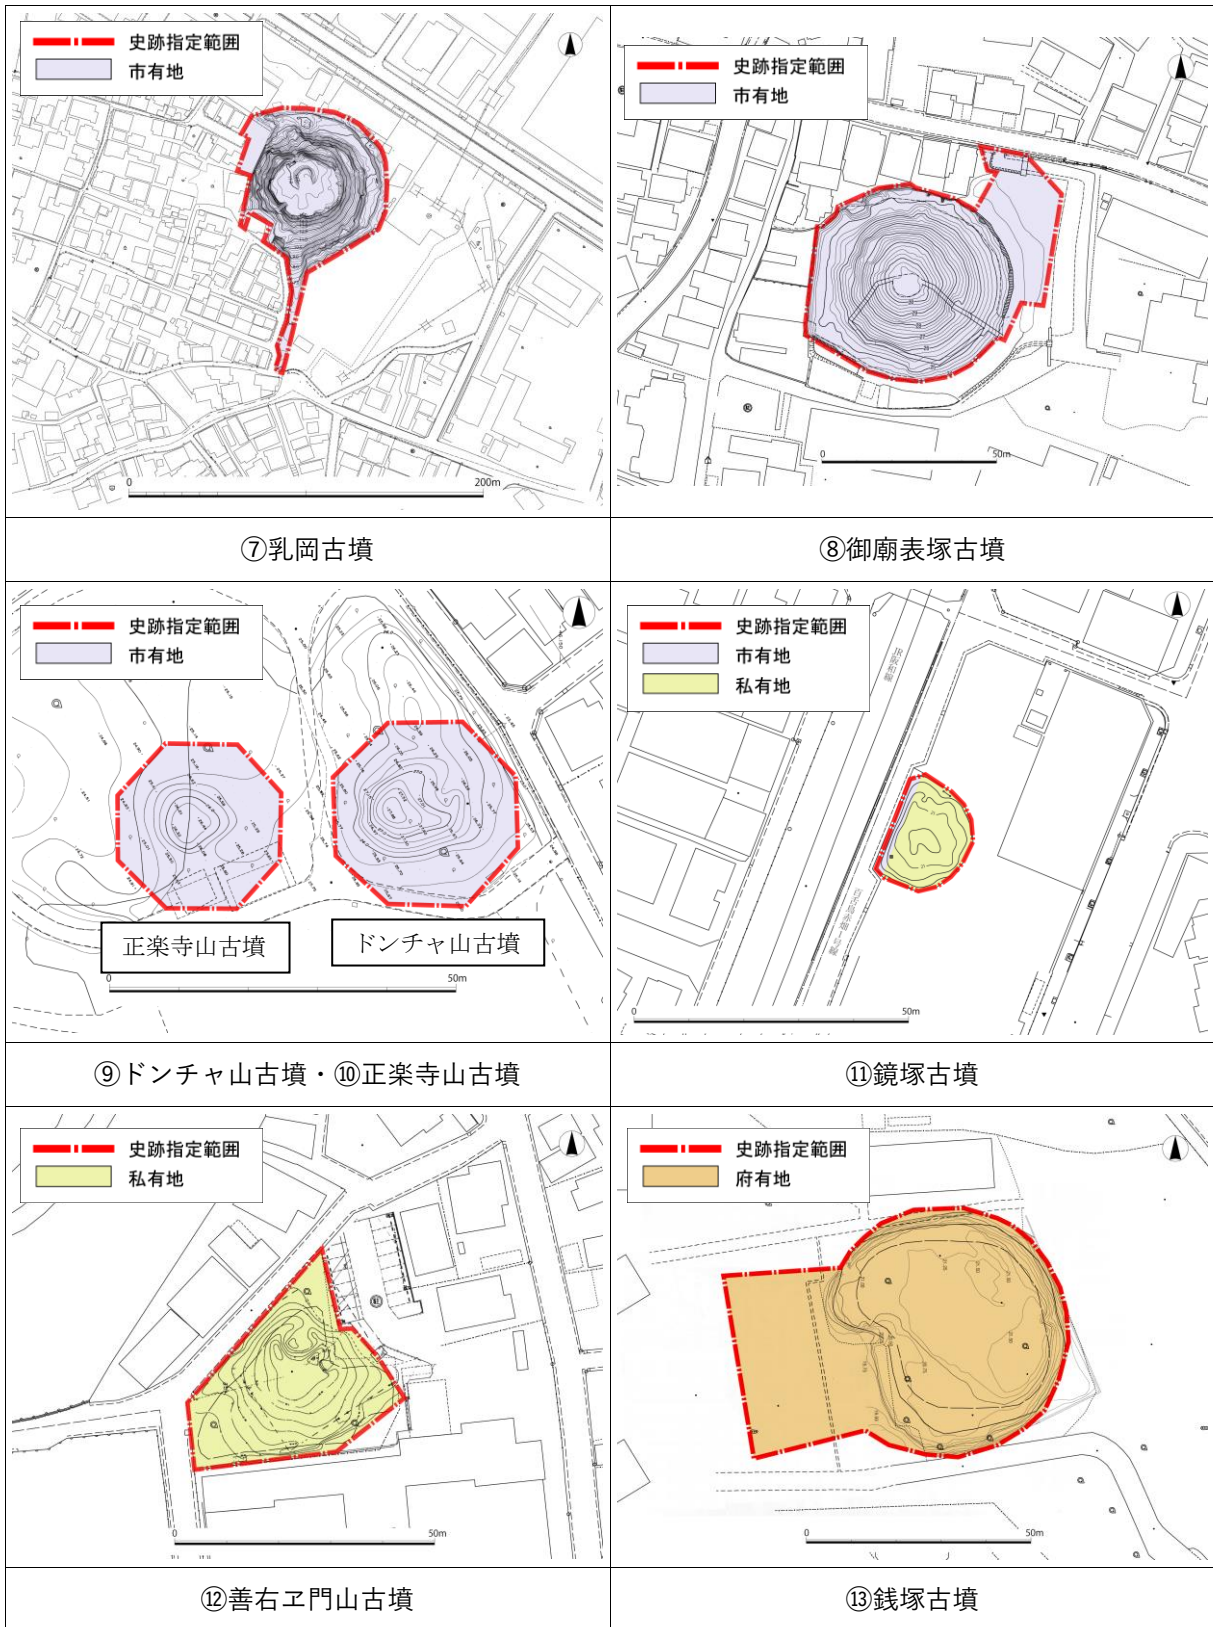 史跡指定範囲
市有地
0
200m
⑦乳岡古墳
史跡指定範囲
市有地
0
50m
⑧御廟表塚古墳
史跡指定範囲
市有地
正楽寺山古墳
ドンチャ山古墳
0
50m
⑨ドンチャ山古墳・⑩正楽寺山古墳
史跡指定範囲
市有地
私有地
JR阪和線
0
50m
⑪鏡塚古墳
史跡指定範囲
私有地
0
50m
⑫善右ヱ門山古墳
史跡指定範囲
府有地
0
50m
⑬銭塚古墳